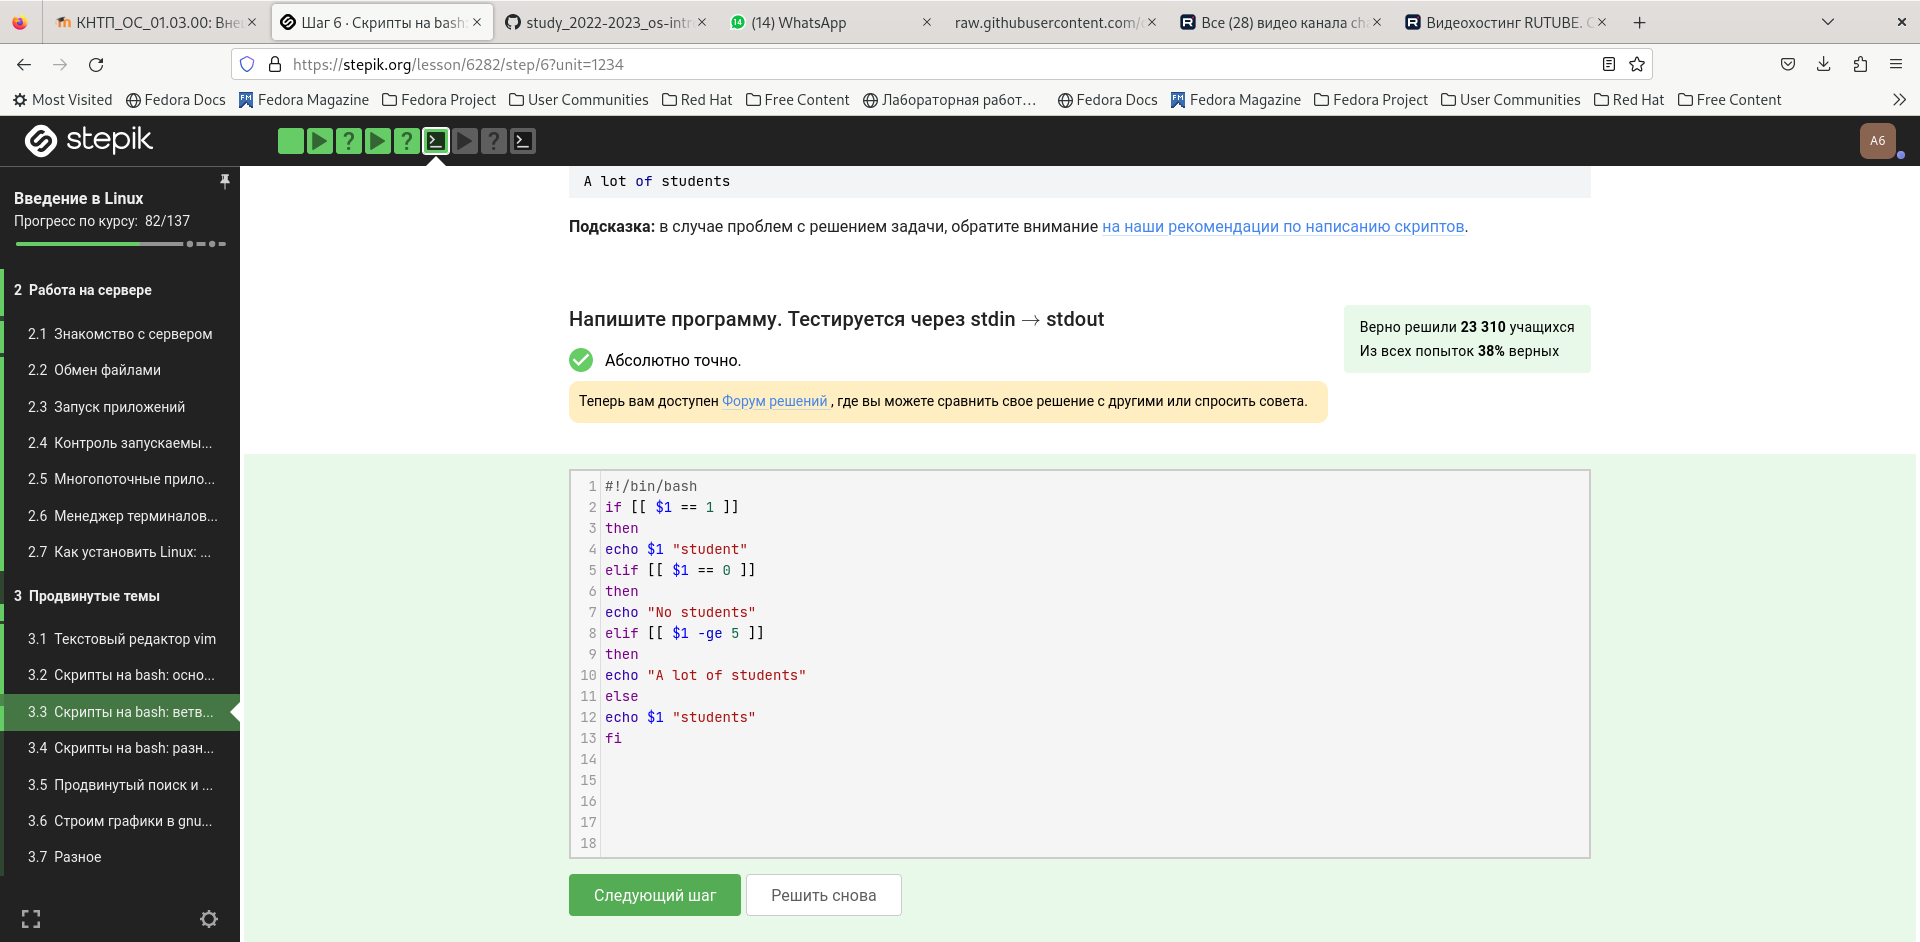 КНТП_ОС_01.03.00: Вне
Шаг 6 · Скрипты на bash:
study_2022-2023_os-intr
(14) WhatsApp
raw.githubusercontent.com/
Все (28) видео канала
Видеохостинг RUTUBE.
https://stepik.org/lesson/6282/step/6?unit=1234
Most Visited Fedora Docs Fedora Magazine Fedora Project User Communities Red Hat Free Content Лабораторная работ… Fedora Docs Fedora Magazine Fedora Project User Communities Red Hat Free Content
stepik
A6
Введение в Linux
Прогресс по курсу: 82/137
2 Работа на сервере
2.1 Знакомство с сервером
2.2 Обмен файлами
2.3 Запуск приложений
2.4 Контроль запускаемы...
2.5 Многопоточные прило...
2.6 Менеджер терминалов...
2.7 Как установить Linux: ...
3 Продвинутые темы
3.1 Текстовый редактор vim
3.2 Скрипты на bash: осно...
3.3 Скрипты на bash: ветв...
3.4 Скрипты на bash: разн...
3.5 Продвинутый поиск и ...
3.6 Строим графики в gnu...
3.7 Разное
A lot of students
Подсказка: в случае проблем с решением задачи, обратите внимание на наши рекомендации по написанию скриптов.
Напишите программу. Тестируется через stdin → stdout
Верно решили 23 310 учащихся
Из всех попыток 38% верных
Абсолютно точно.
Теперь вам доступен Форум решений , где вы можете сравнить свое решение с другими или спросить совета.
1 #!/bin/bash
2 if [[ $1 == 1 ]]
3 then
4 echo $1 "student"
5 elif [[ $1 == 0 ]]
6 then
7 echo "No students"
8 elif [[ $1 -ge 5 ]]
9 then
10 echo "A lot of students"
11 else
12 echo $1 "students"
13 fi
14
15
16
17
18
Следующий шаг
Решить снова